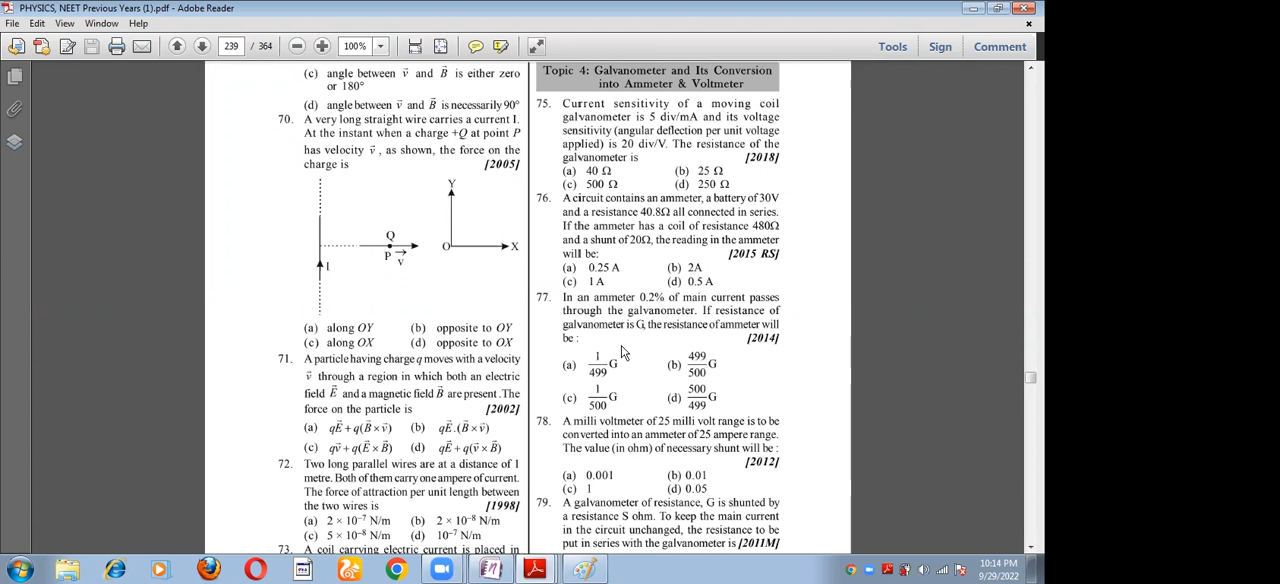 PHYSICS, NEET Previous Years (1).pdf - Adobe Reader
File Edit View Window Help
239 / 364 100% Tools Sign Comment
(c) angle between v⃗ and B⃗ is either zero
or 180°
(d) angle between v⃗ and B⃗ is necessarily 90°
70. A very long straight wire carries a current I.
At the instant when a charge +Q at point P
has velocity v⃗, as shown, the force on the
charge is [2005]
Y
Q
O X
P v⃗
I
(a) along OY (b) opposite to OY
(c) along OX (d) opposite to OX
71. A particle having charge q moves with a velocity
v⃗ through a region in which both an electric
field E⃗ and a magnetic field B⃗ are present .The
force on the particle is [2002]
(a) qE⃗ + q(B⃗ × v⃗) (b) qE⃗.(B⃗ × v⃗)
(c) qv⃗ + q(E⃗ × B⃗) (d) qE⃗ + q(v⃗ × B⃗)
72. Two long parallel wires are at a distance of 1
metre. Both of them carry one ampere of current.
The force of attraction per unit length between
the two wires is [1998]
(a) 2 × 10⁻⁷ N/m (b) 2 × 10⁻⁸ N/m
(c) 5 × 10⁻⁸ N/m (d) 10⁻⁷ N/m
73. A coil carrying electric current is placed in
Topic 4: Galvanometer and Its Conversion
into Ammeter & Voltmeter
75. Current sensitivity of a moving coil
galvanometer is 5 div/mA and its voltage
sensitivity (angular deflection per unit voltage
applied) is 20 div/V. The resistance of the
galvanometer is [2018]
(a) 40 Ω (b) 25 Ω
(c) 500 Ω (d) 250 Ω
76. A circuit contains an ammeter, a battery of 30V
and a resistance 40.8Ω all connected in series.
If the ammeter has a coil of resistance 480Ω
and a shunt of 20Ω, the reading in the ammeter
will be: [2015 RS]
(a) 0.25 A (b) 2A
(c) 1 A (d) 0.5 A
77. In an ammeter 0.2% of main current passes
through the galvanometer. If resistance of
galvanometer is G, the resistance of ammeter will
be : [2014]
(a) 1/499 G (b) 499/500 G
(c) 1/500 G (d) 500/499 G
78. A milli voltmeter of 25 milli volt range is to be
converted into an ammeter of 25 ampere range.
The value (in ohm) of necessary shunt will be :
[2012]
(a) 0.001 (b) 0.01
(c) 1 (d) 0.05
79. A galvanometer of resistance, G is shunted by
a resistance S ohm. To keep the main current
in the circuit unchanged, the resistance to be
put in series with the galvanometer is [2011M]
10:14 PM
9/29/2022